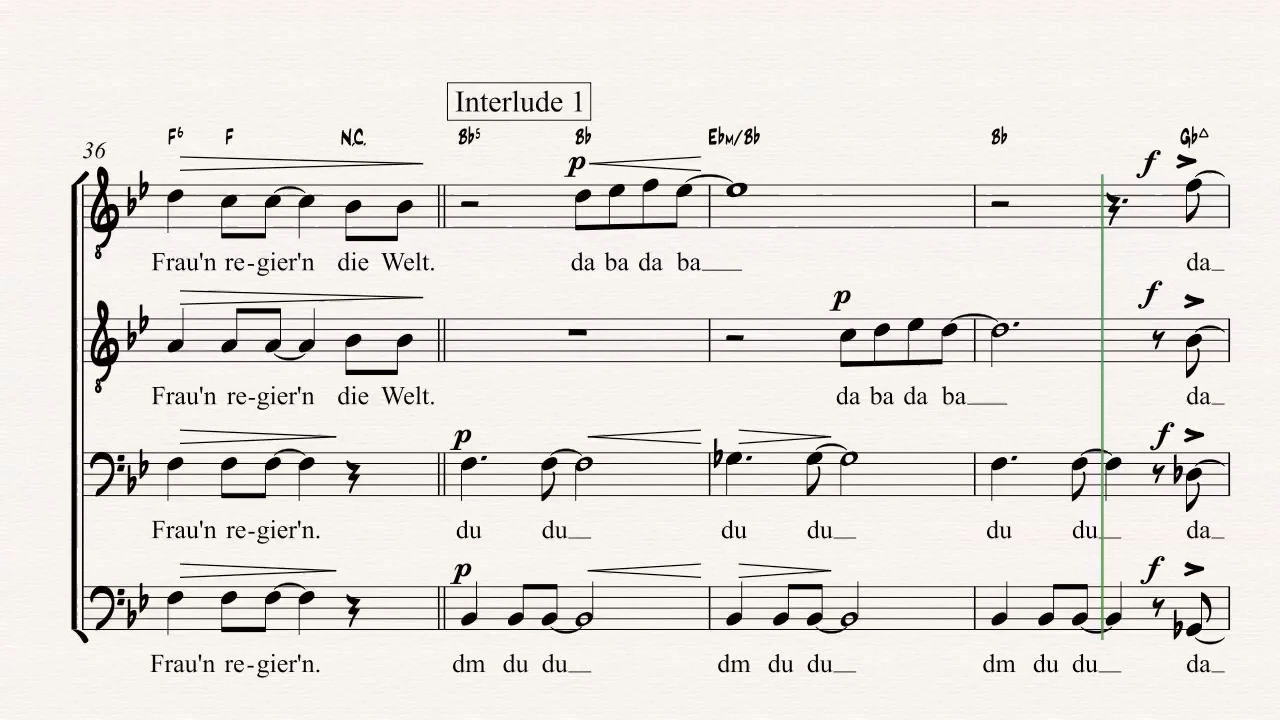 Interlude 1
F6 F N.C. Bb5 Bb EbM/Bb Bb Gb△
36
p f
Frau'n re-gier'n die Welt. da ba da ba da
p f
Frau'n re-gier'n die Welt. da ba da ba da
p f
Frau'n re-gier'n. du du du du du du da
p f
Frau'n re-gier'n. dm du du dm du du dm du du da